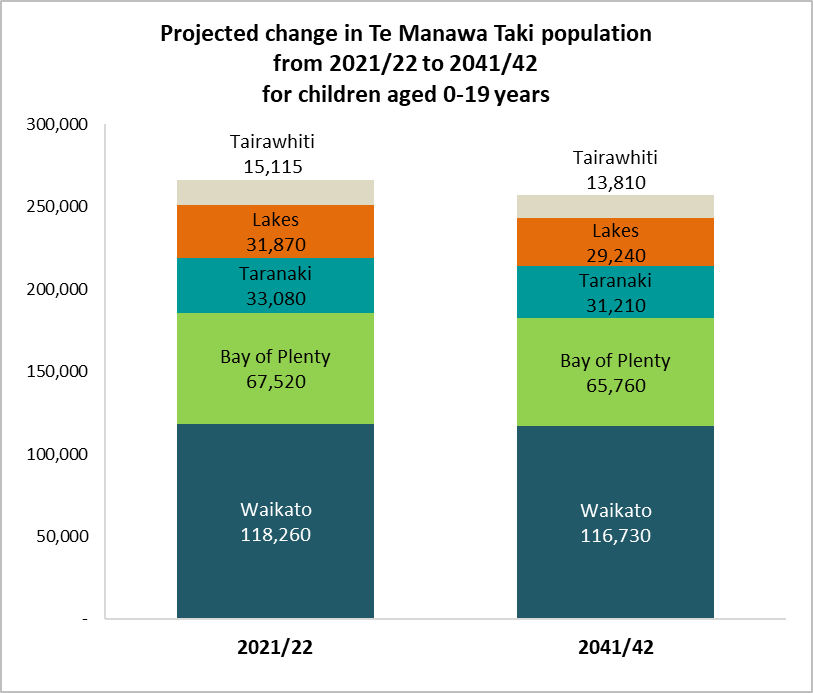 Projected change in Te Manawa Taki population
from 2021/22 to 2041/42
for children aged 0-19 years
300,000
250,000
200,000
150,000
100,000
50,000
-
Tairawhiti
15,115
Lakes
31,870
Taranaki
33,080
Bay of Plenty
67,520
Waikato
118,260
Tairawhiti
13,810
Lakes
29,240
Taranaki
31,210
Bay of Plenty
65,760
Waikato
116,730
2021/22
2041/42